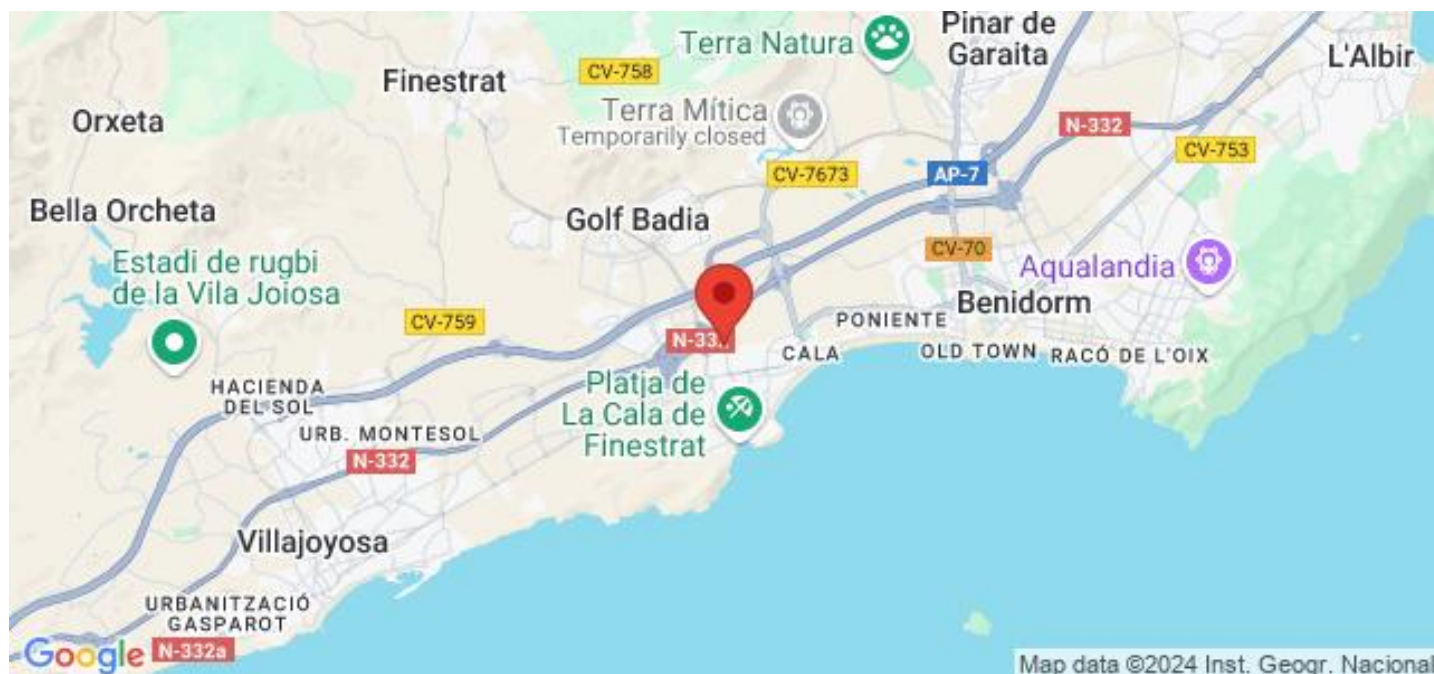 Pinar de
Garaita
Terra Natura
L'Albir
Finestrat
CV-758
Orxeta
Terra Mítica
Temporarily closed
N-332
CV-753
CV-7673
AP-7
Bella Orcheta
Golf Badia
CV-70
Estadi de rugbi
de la Vila Joiosa
Aqualandia
Benidorm
CV-759
PONIENTE
N-33
CALA
OLD TOWN
RACÓ DE L'OIX
HACIENDA
DEL SOL
Platja de
La Cala de
Finestrat
URB. MONTESOL
N-332
Villajoyosa
URBANITZACIÓ
GASPAROT
Google
N-332a
Map data ©2024 Inst. Geogr. Nacional